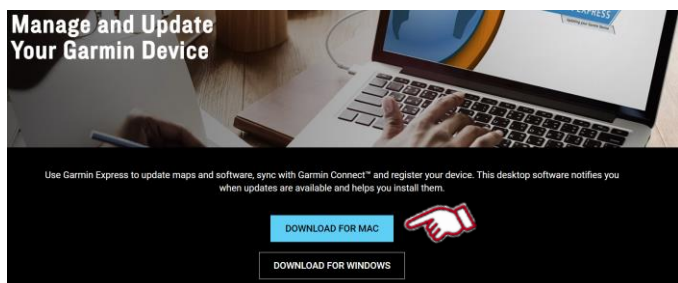 Manage and Update
Your Garmin Device
EXPRESS
Use Garmin Express to update maps and software, sync with Garmin Connect™ and register your device. This desktop software notifies you
when updates are available and helps you install them.
DOWNLOAD FOR MAC
DOWNLOAD FOR WINDOWS